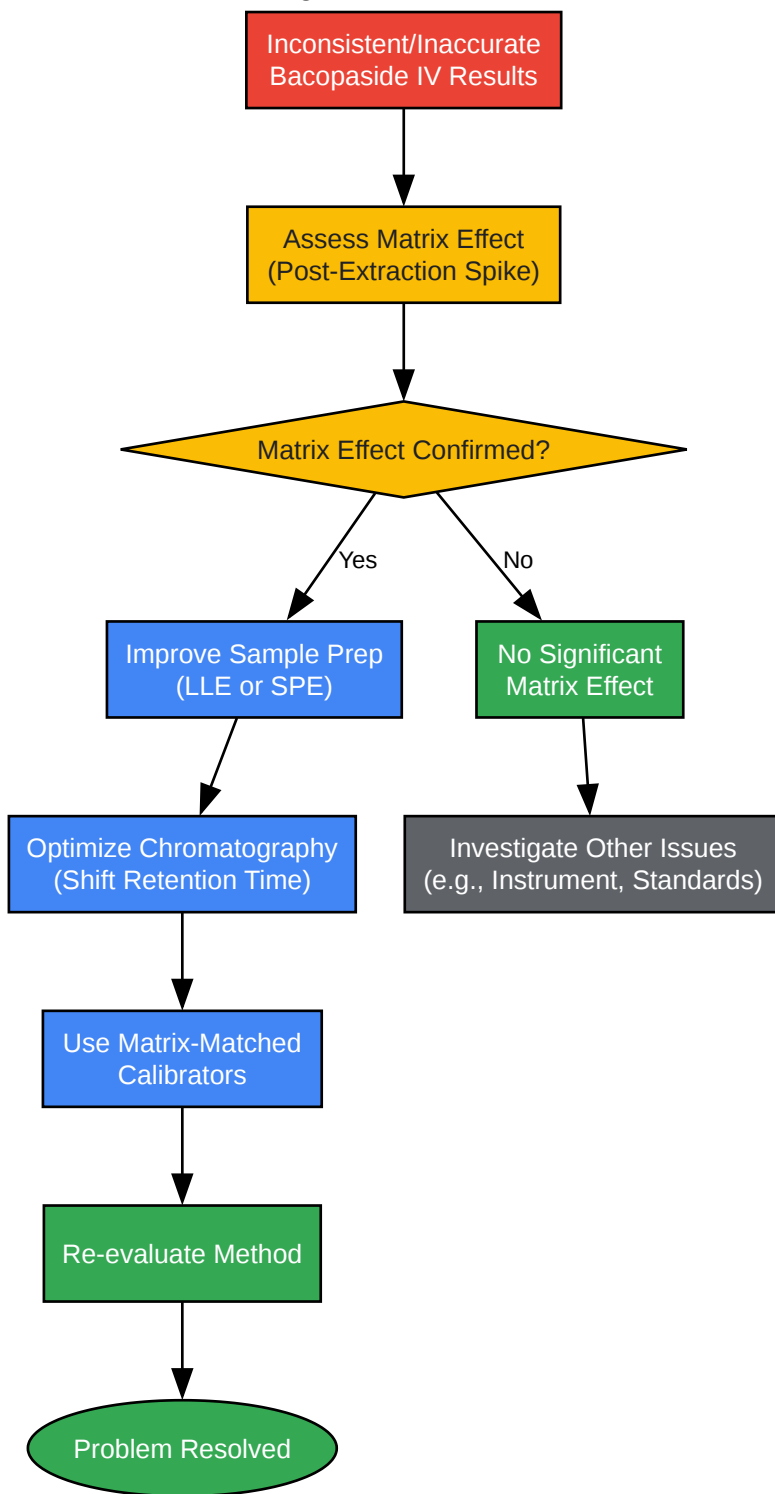 Inconsistent/Inaccurate
Bacopaside IV Results
Assess Matrix Effect
(Post-Extraction Spike)
Matrix Effect Confirmed?
Yes
No
Improve Sample Prep
(LLE or SPE)
No Significant
Matrix Effect
Optimize Chromatography
(Shift Retention Time)
Investigate Other Issues
(e.g., Instrument, Standards)
Use Matrix-Matched
Calibrators
Re-evaluate Method
Problem Resolved